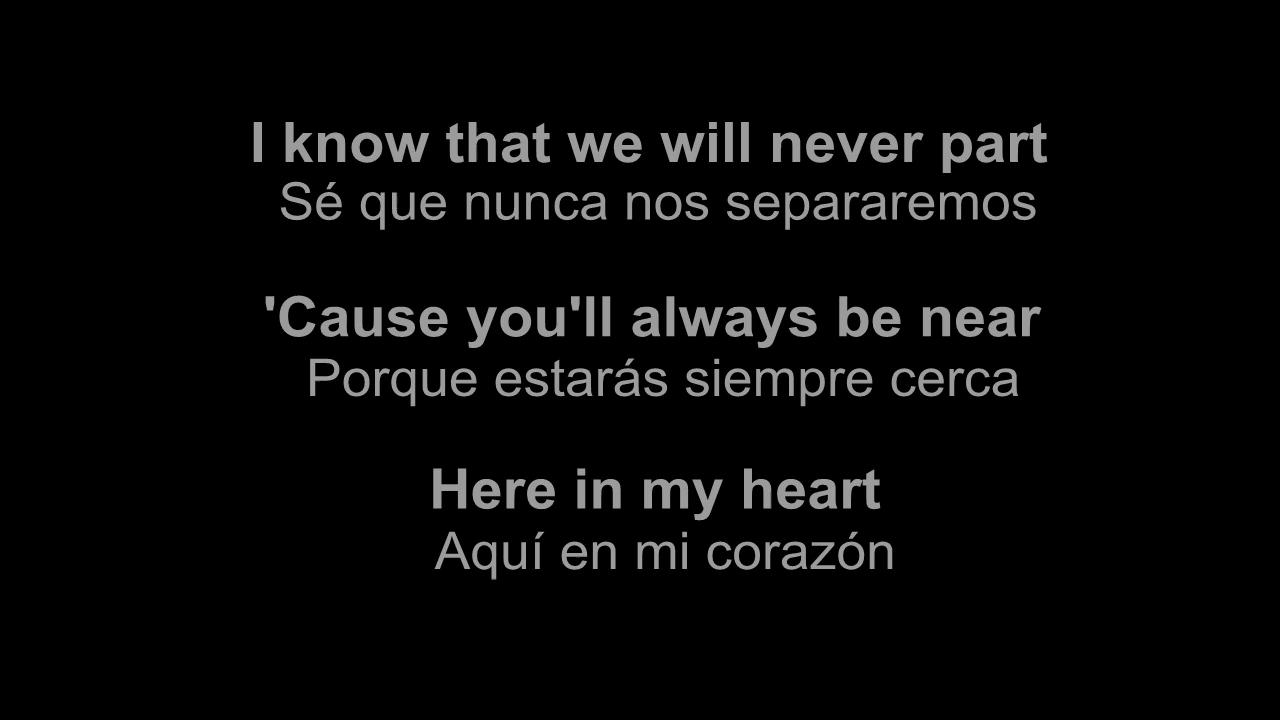 I know that we will never part
Sé que nunca nos separaremos
'Cause you'll always be near
Porque estarás siempre cerca
Here in my heart
Aquí en mi corazón